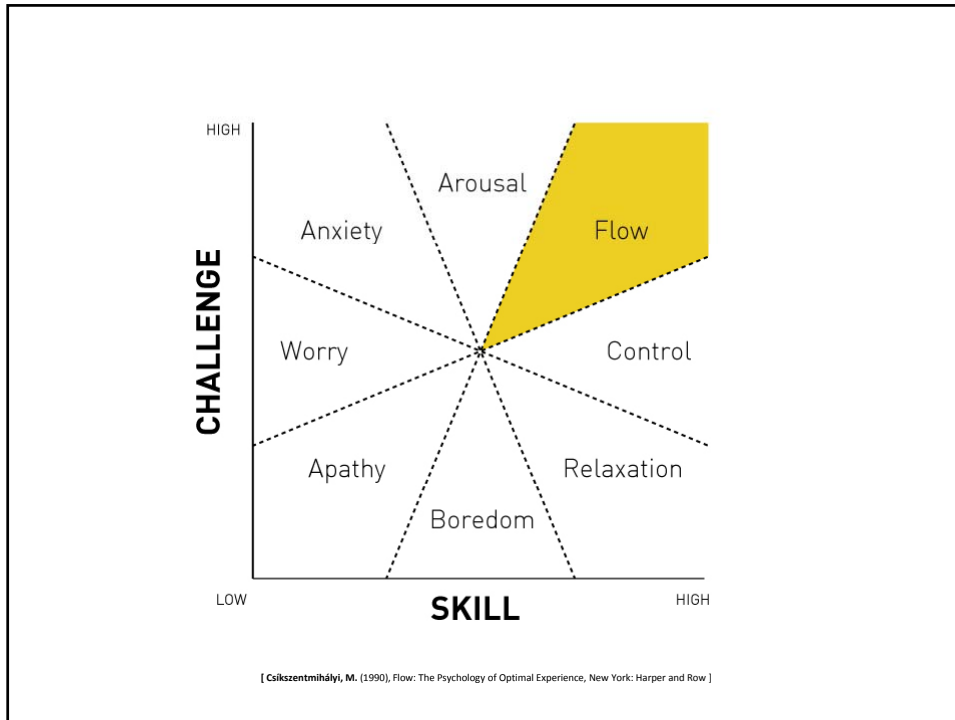 HIGH
Arousal
Anxiety
Flow
CHALLENGE
Worry
Control
Apathy
Relaxation
Boredom
LOW
SKILL
HIGH
[ Csíkszentmihályi, M. (1990), Flow: The Psychology of Optimal Experience, New York: Harper and Row ]